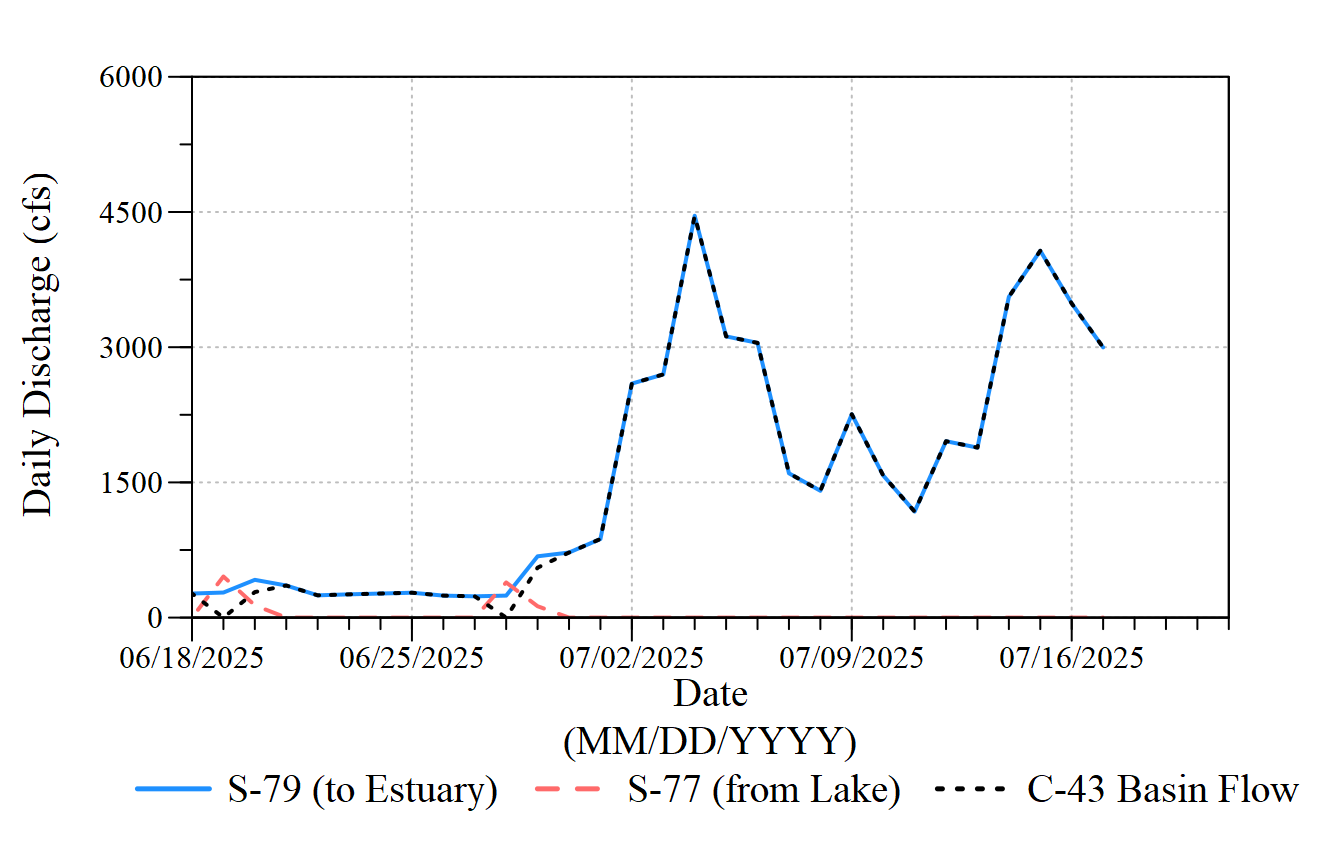 6000
4500
3000
1500
0
Daily Discharge (cfs)
06/18/2025 06/25/2025 07/02/2025 07/09/2025 07/16/2025
Date
(MM/DD/YYYY)
S-79 (to Estuary) S-77 (from Lake) C-43 Basin Flow